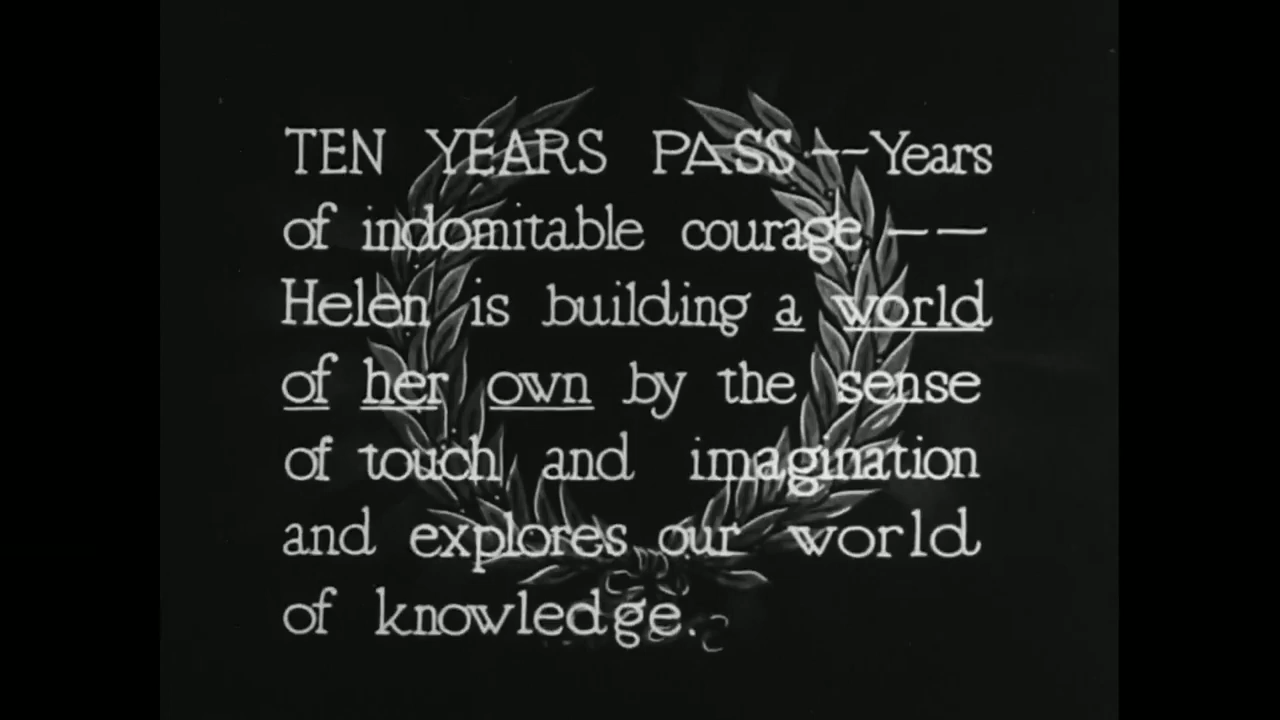 TEN YEARS PASS -- Years
of indomitable courage --
Helen is building a world
of her own by the sense
of touch and imagination
and explores our world
of knowledge.